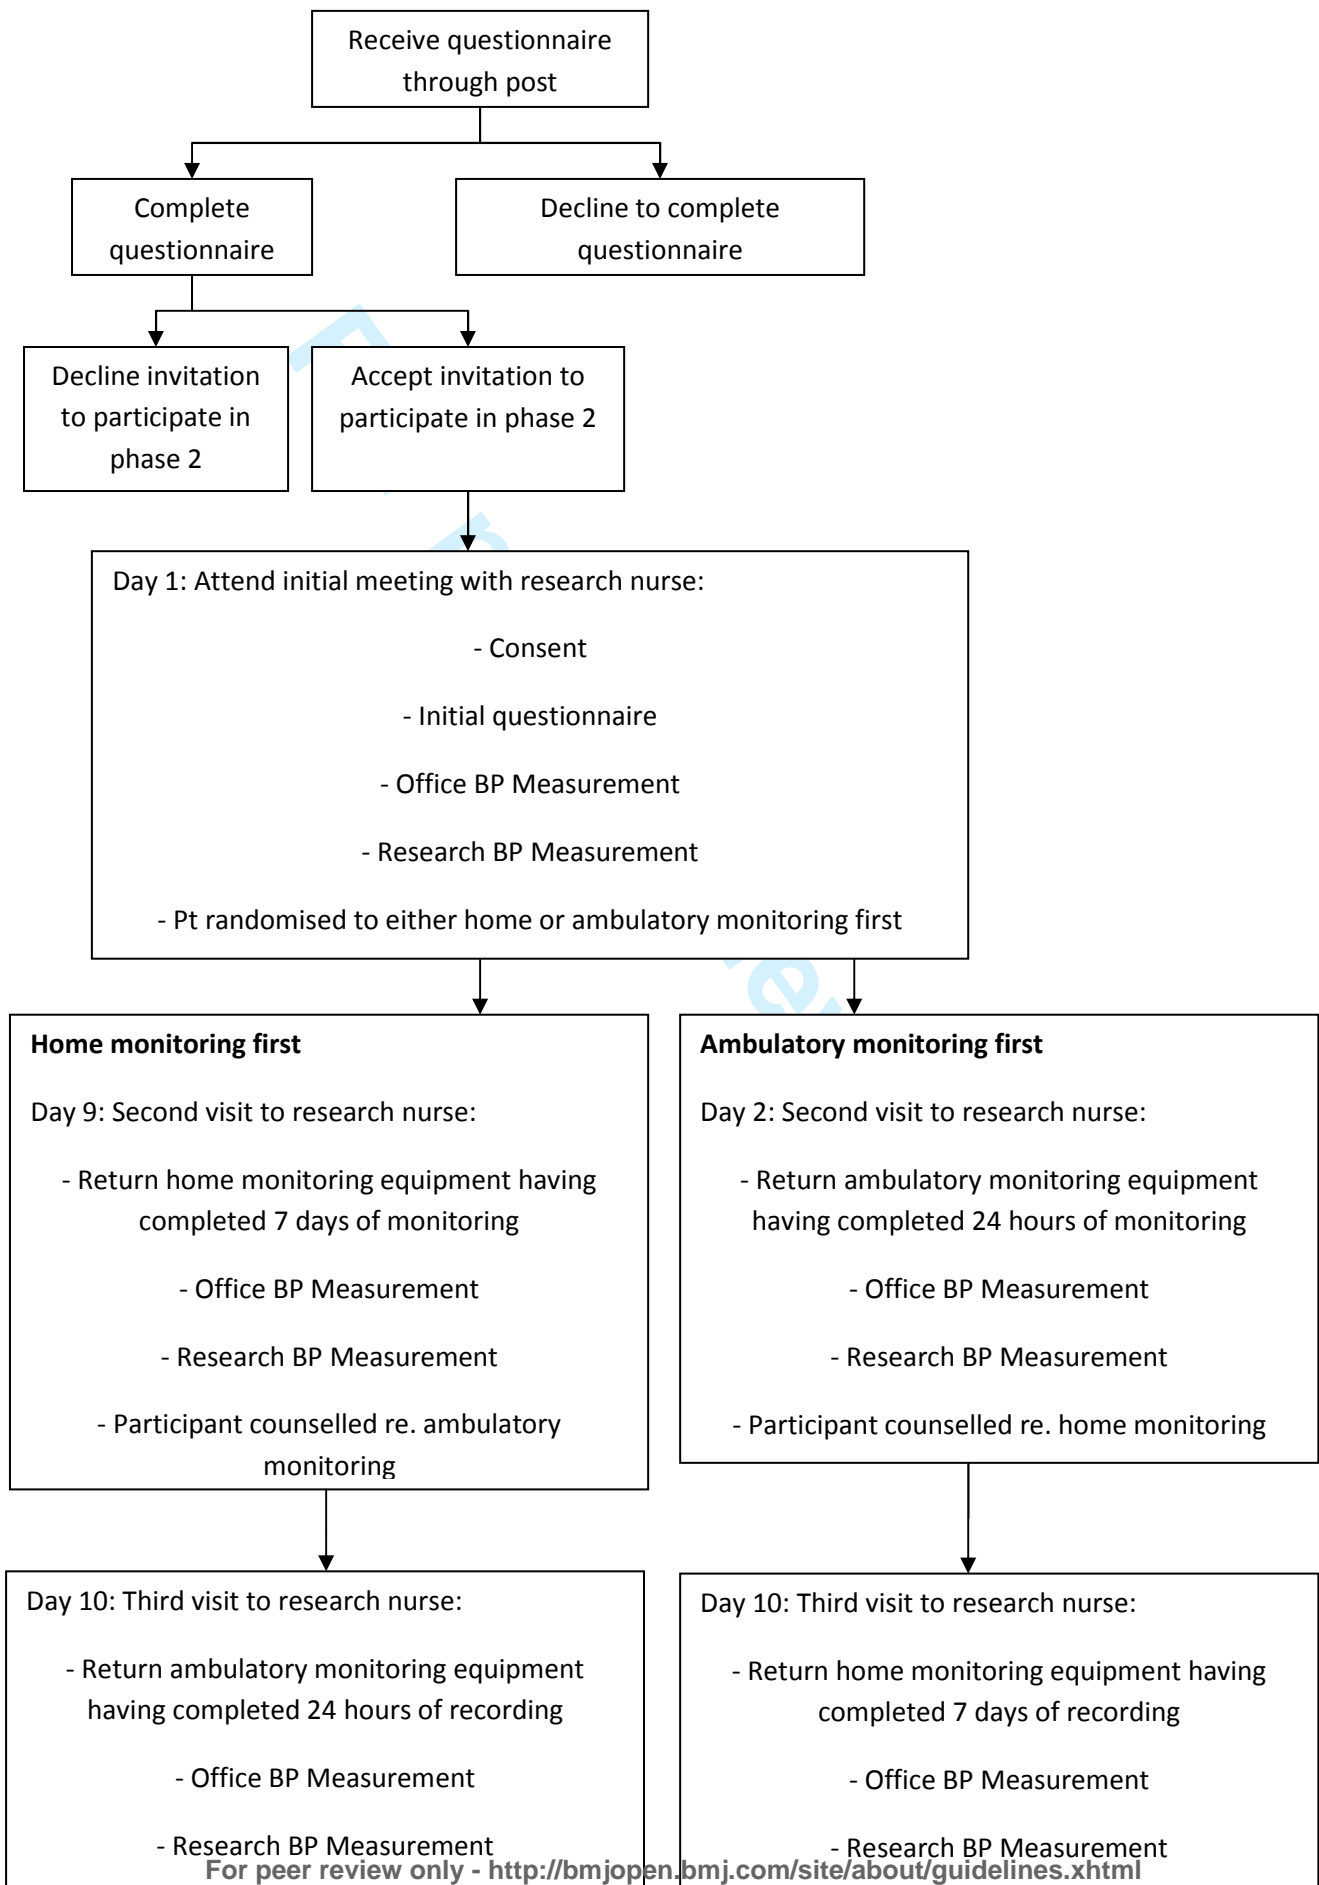 Receive questionnaire
through post
Complete
questionnaire
Decline to complete
questionnaire
Decline invitation
to participate in
phase 2
Accept invitation to
participate in phase 2
Day 1: Attend initial meeting with research nurse:
- Consent
- Initial questionnaire
- Office BP Measurement
- Research BP Measurement
- Pt randomised to either home or ambulatory monitoring first
Home monitoring first
Day 9: Second visit to research nurse:
- Return home monitoring equipment having
completed 7 days of monitoring
- Office BP Measurement
- Research BP Measurement
- Participant counselled re. ambulatory
monitoring
Ambulatory monitoring first
Day 2: Second visit to research nurse:
- Return ambulatory monitoring equipment
having completed 24 hours of monitoring
- Office BP Measurement
- Research BP Measurement
- Participant counselled re. home monitoring
Day 10: Third visit to research nurse:
- Return ambulatory monitoring equipment
having completed 24 hours of recording
- Office BP Measurement
- Research BP Measurement
Day 10: Third visit to research nurse:
- Return home monitoring equipment having
completed 7 days of recording
- Office BP Measurement
- Research BP Measurement
For peer review only - http://bmjopen.bmj.com/site/about/guidelines.xhtml